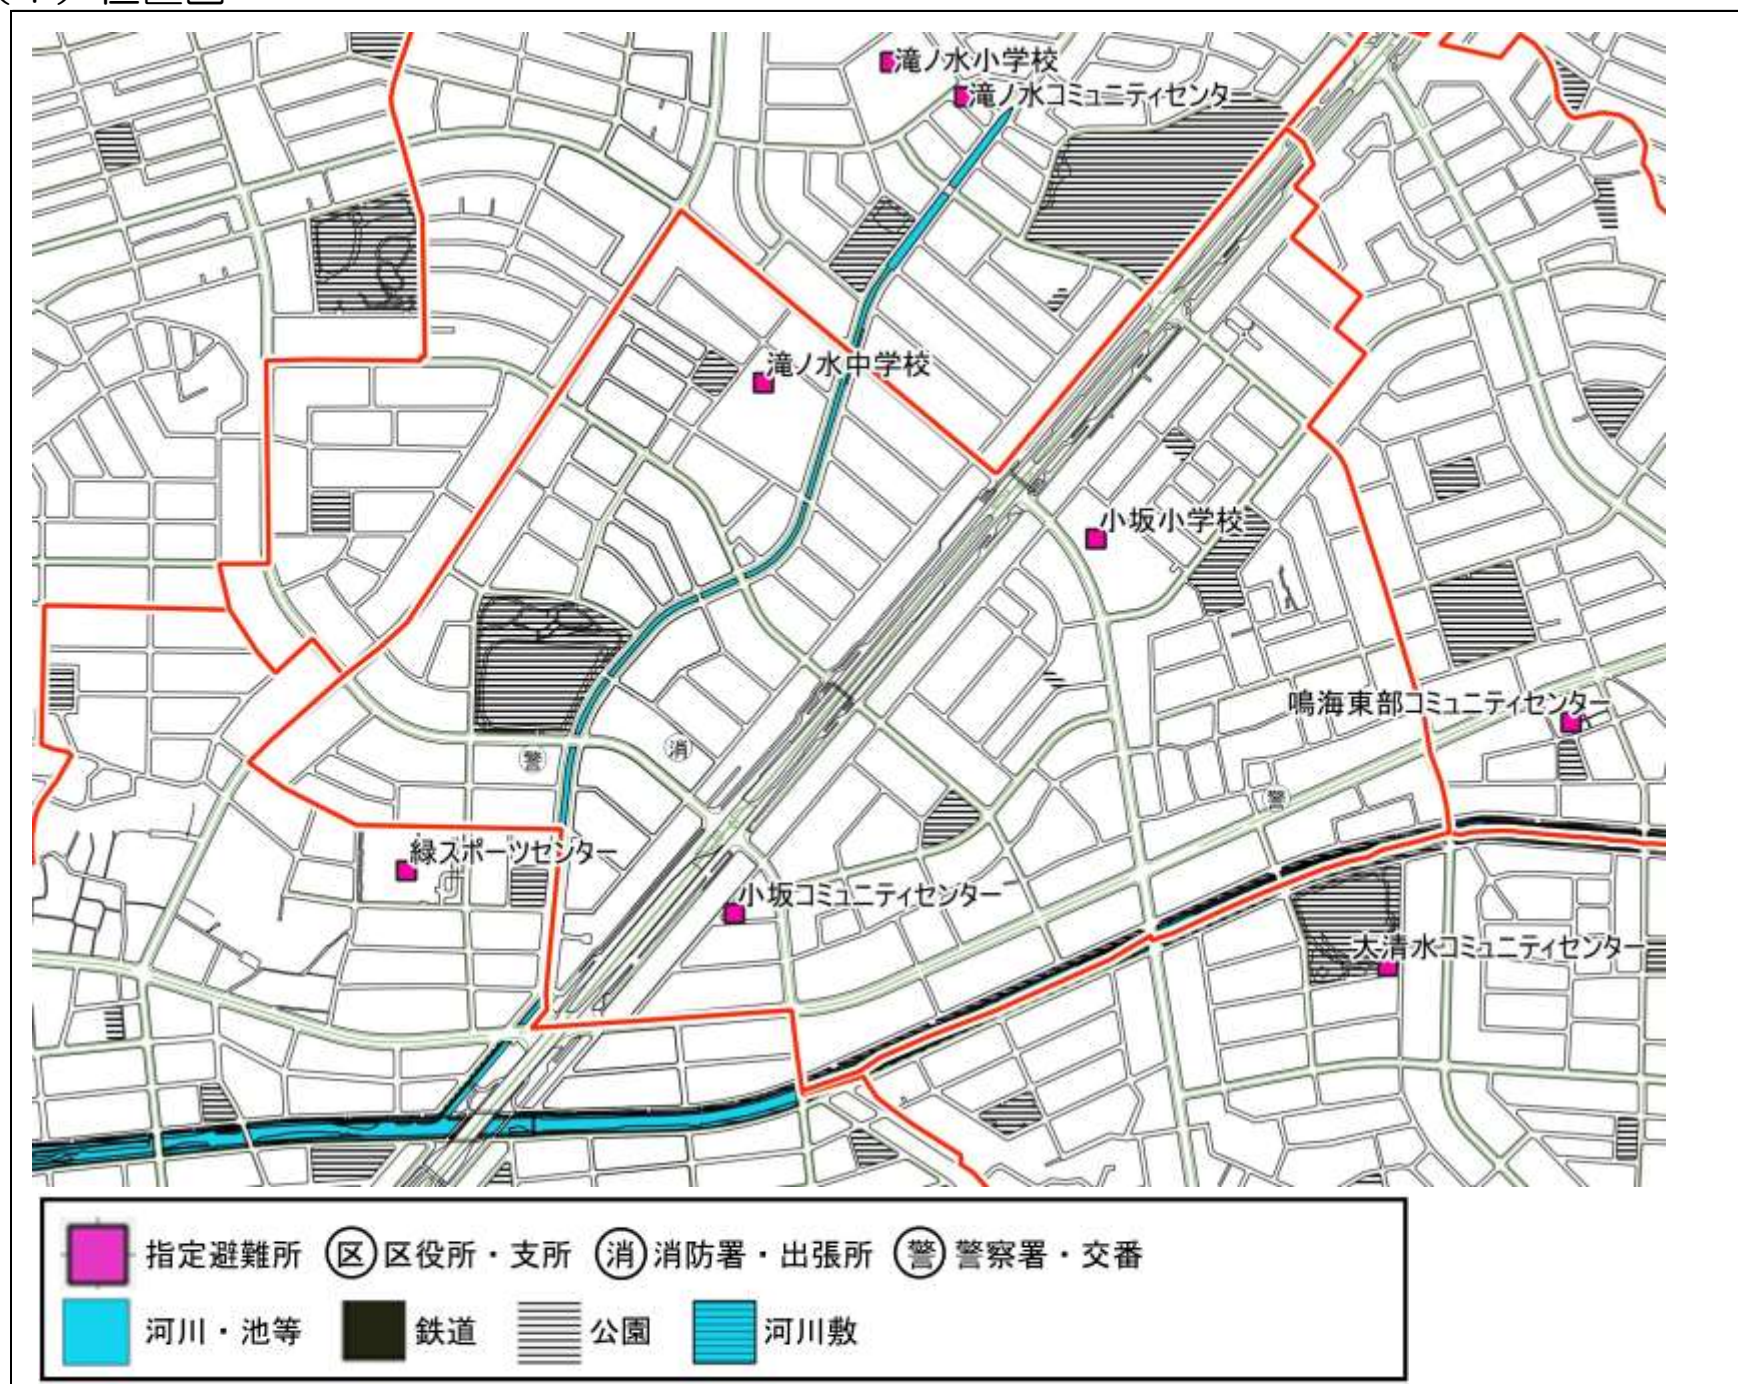 滝ノ水小学校
滝ノ水コミュニティセンタ
滝ノ水中学校
小坂小学校
鳴海東部コミュニティセンター
警
消
警
緑スポーツセンター
小坂コミュニティセンター
大清水コミュニティセンター
指定避難所 区 区役所・支所 消 消防署・出張所 警 警察署・交番
河川・池等 鉄道 公園 河川敷